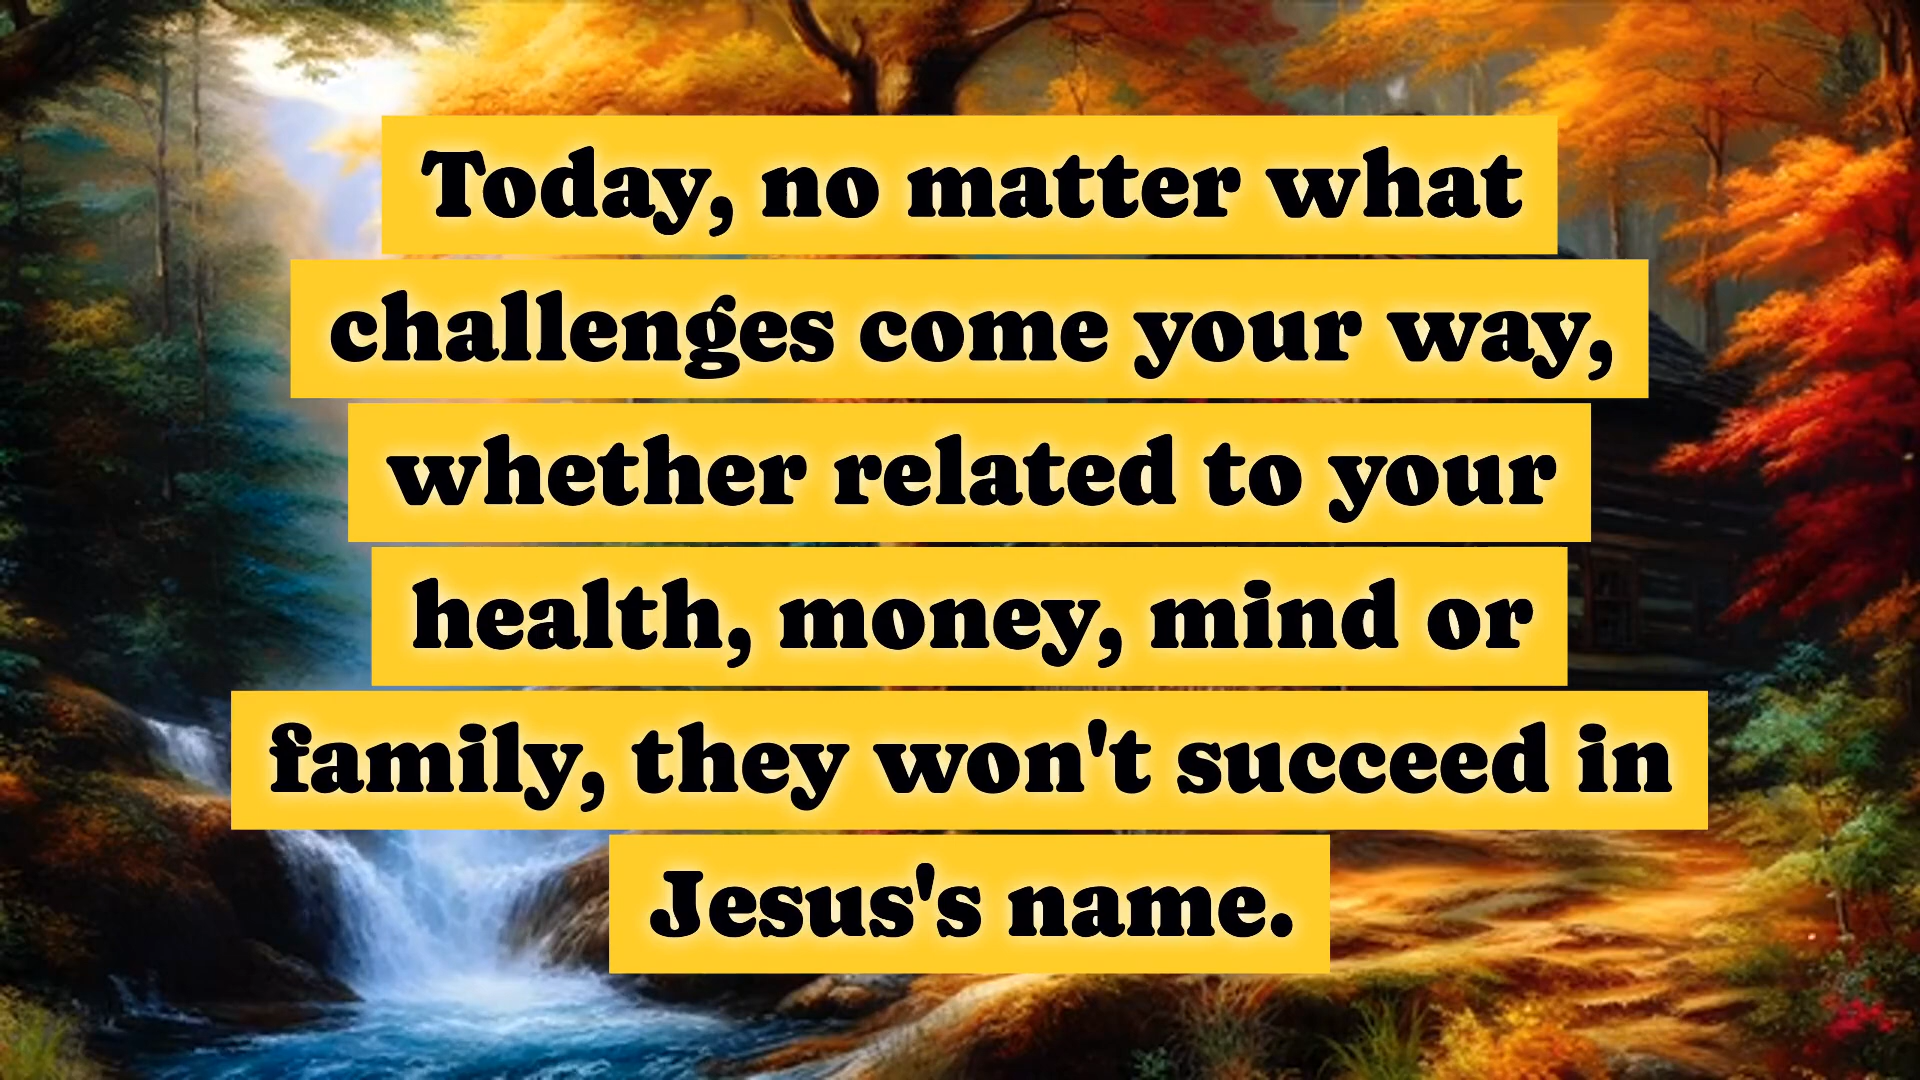 Today, no matter what
challenges come your way,
whether related to your
health, money, mind or
family, they won't succeed in
Jesus's name.